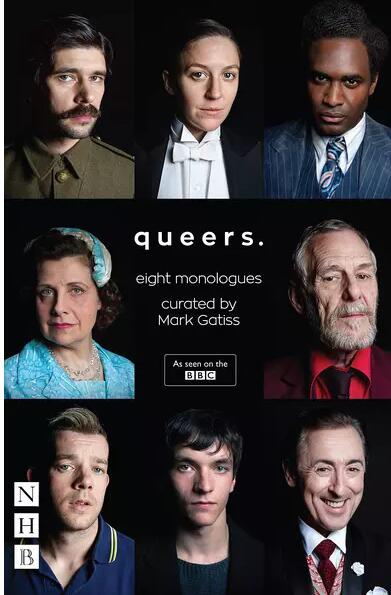 queers.
eight monologues
curated by
Mark Gatiss
As seen on the
BBC
N
H
B